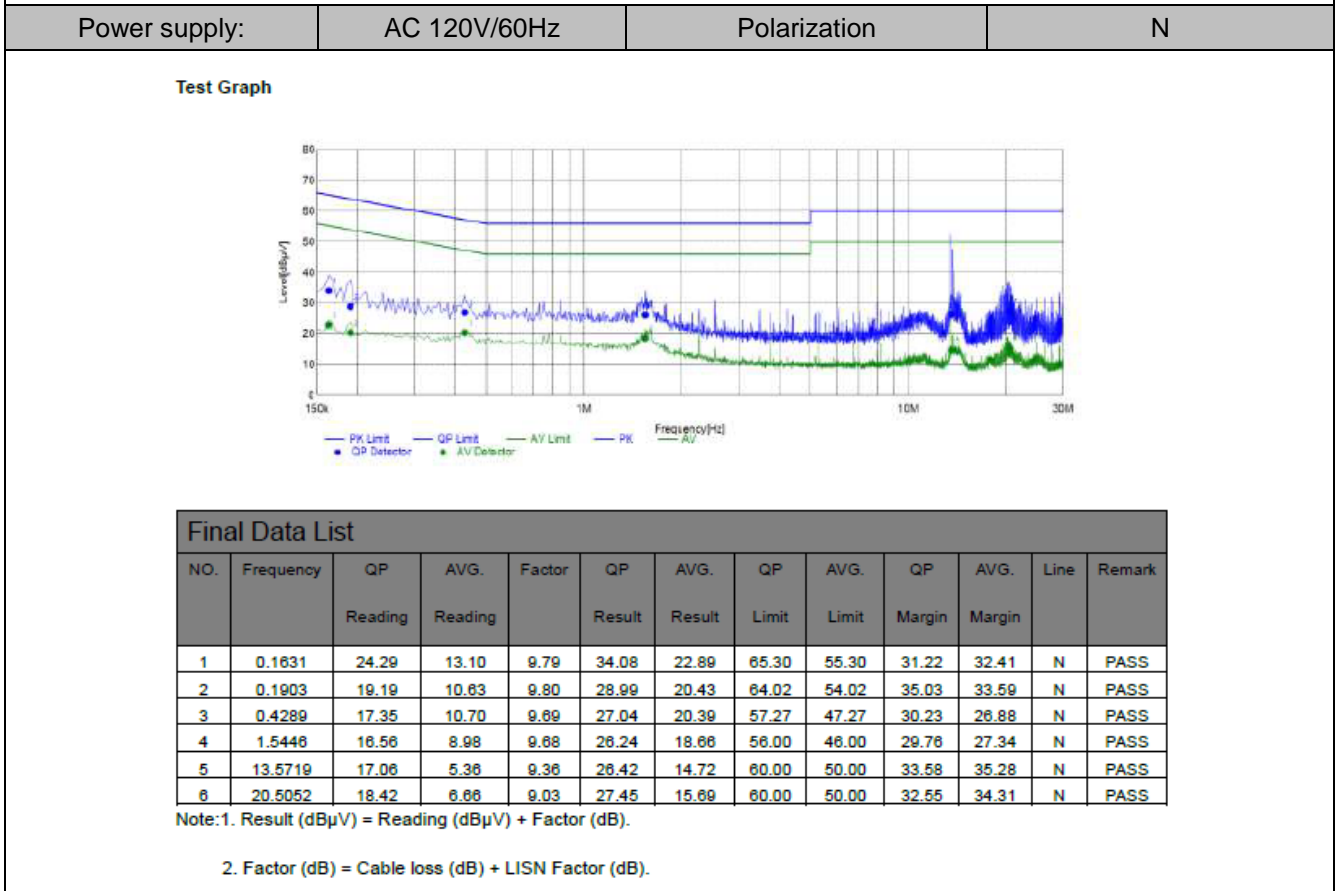 Power supply: AC 120V/60Hz Polarization N
Test Graph
80
70
60
50
40
30
20
10
0
Level[dBµV]
150k 1M 10M 30M
Frequency[Hz]
PK Limit QP Limit AV Limit PK AV
QP Detector AV Detector
Final Data List
NO. Frequency QP Reading AVG. Reading Factor QP Result AVG. Result QP Limit AVG. Limit QP Margin AVG. Margin Line Remark
1 0.1631 24.29 13.10 9.79 34.08 22.89 65.30 55.30 31.22 32.41 N PASS
2 0.1903 19.19 10.63 9.80 28.99 20.43 64.02 54.02 35.03 33.59 N PASS
3 0.4289 17.35 10.70 9.69 27.04 20.39 57.27 47.27 30.23 26.88 N PASS
4 1.5446 16.56 8.98 9.68 26.24 18.66 56.00 46.00 29.76 27.34 N PASS
5 13.5719 17.06 5.36 9.36 26.42 14.72 60.00 50.00 33.58 35.28 N PASS
6 20.5052 18.42 6.66 9.03 27.45 15.69 60.00 50.00 32.55 34.31 N PASS
Note:1. Result (dBµV) = Reading (dBµV) + Factor (dB).
2. Factor (dB) = Cable loss (dB) + LISN Factor (dB).